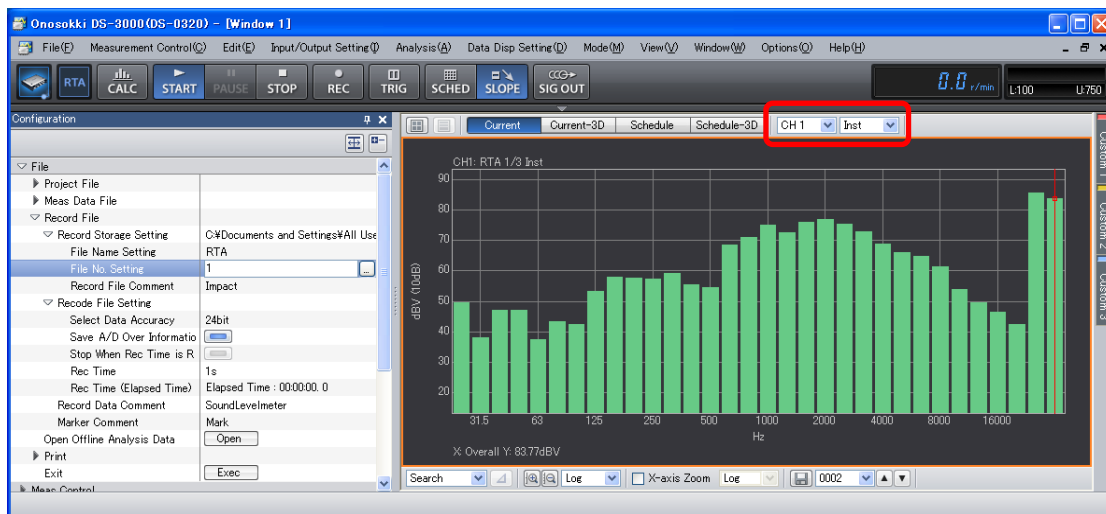 Onosokki DS-3000(DS-0320) - [Window 1]
File(F) Measurement Control(C) Edit(E) Input/Output Setting(I) Analysis(A) Data Disp Setting(D) Mode(M) View(V) Window(W) Options(O) Help(H)
RTA CALC START PAUSE STOP REC TRIG SCHED SLOPE SIG OUT 0.0 r/min L:100 U:750
Configuration
Current Current-3D Schedule Schedule-3D CH 1 Inst
File
Project File
Meas Data File
Record File
Record Storage Setting C:¥Documents and Settings¥All Use
File Name Setting RTA
File No. Setting 1 ...
Record File Comment Impact
Recode File Setting
Select Data Accuracy 24bit
Save A/D Over Informatio
Stop When Rec Time is R
Rec Time 1s
Rec Time (Elapsed Time) Elapsed Time : 00:00:00. 0
Record Data Comment SoundLevelmeter
Marker Comment Mark
Open Offline Analysis Data Open
Print
Exit Exec
Meas Control
CH1: RTA 1/3 Inst
90
80
70
60
50
40
30
20
dBV (10dB)
31.5 63 125 250 500 1000 2000 4000 8000 16000
Hz
X: Overall Y: 83.77dBV
Search Log X-axis Zoom Log 0002
Custom 1
Custom 2
Custom 3